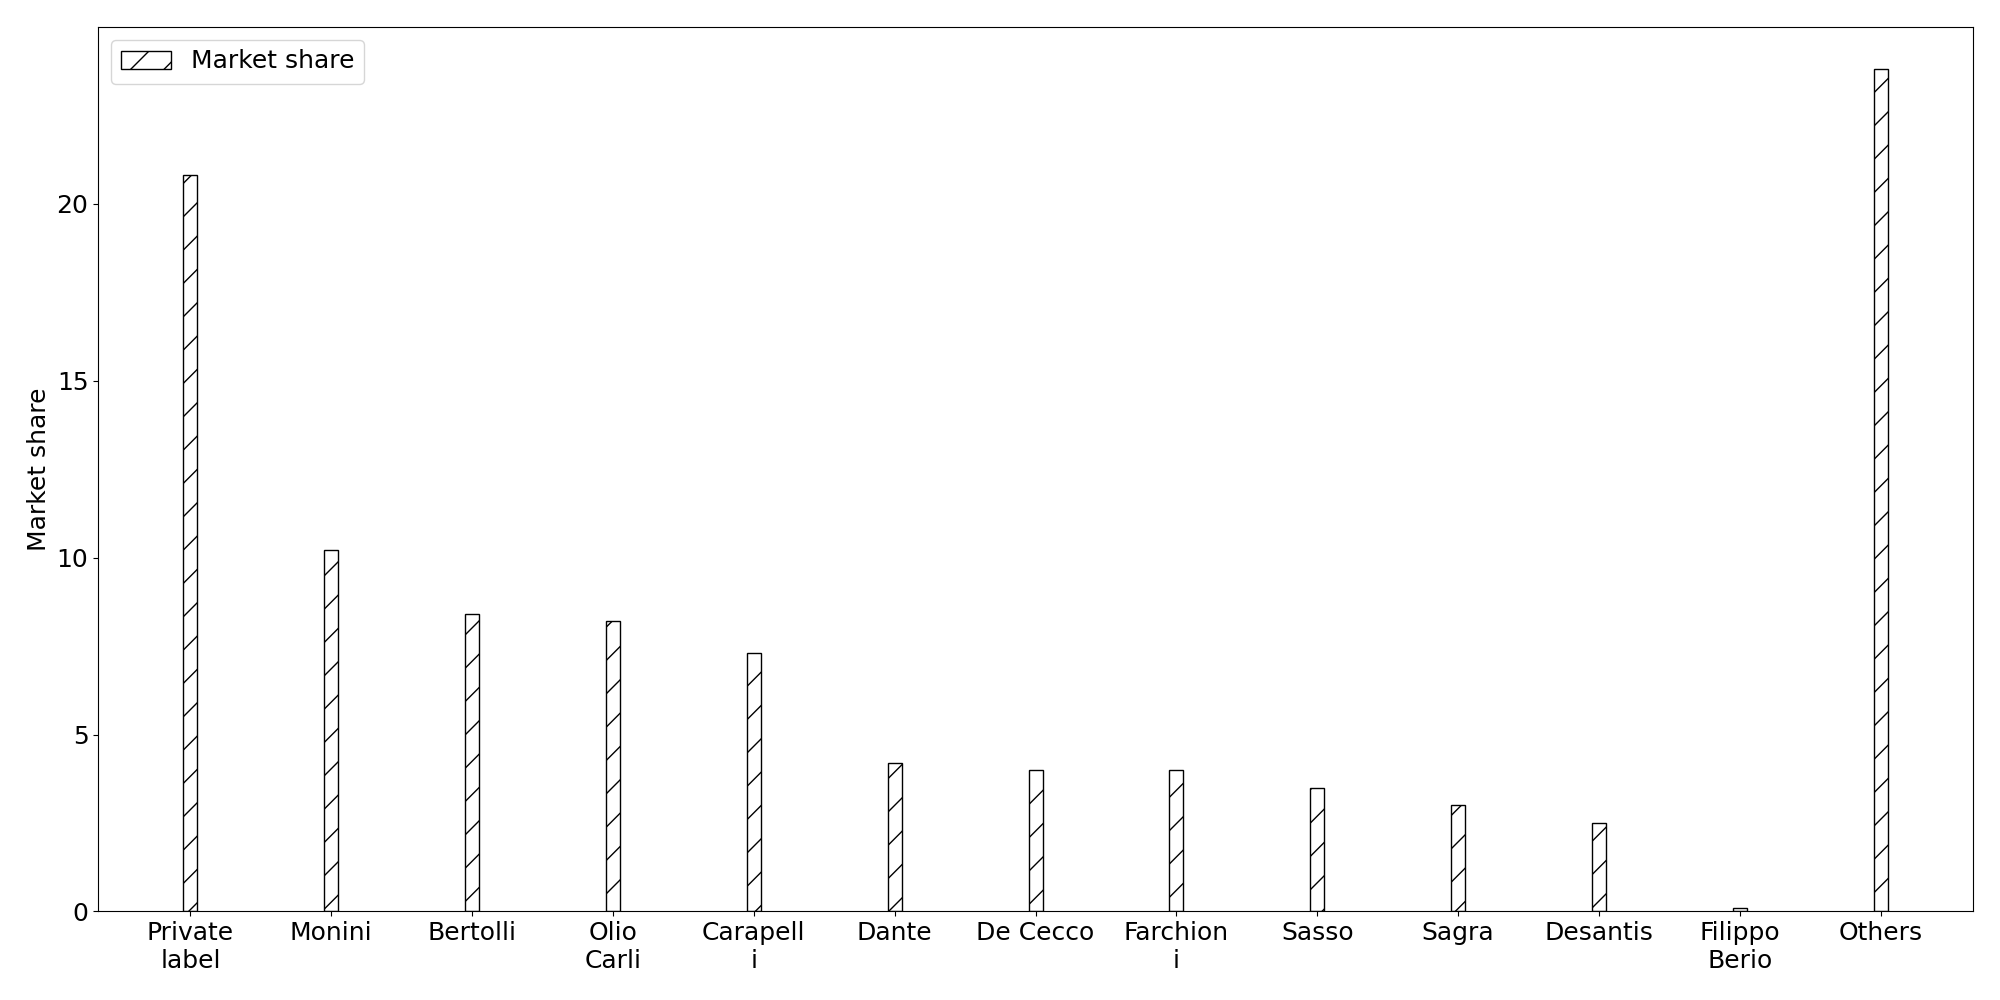 Market share
Market share
20
15
10
5
0
Private
label
Monini
Bertolli
Olio
Carli
Carapell
i
Dante
De Cecco
Farchion
i
Sasso
Sagra
Desantis
Filippo
Berio
Others